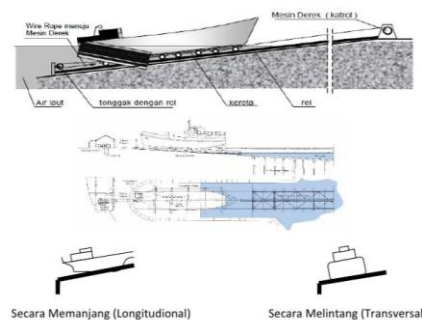 Wire Rope menuju
Mesin Derek
Mesin Derek ( katrol )
Air laut
tonggak dengan rol
kereta
rel
Secara Memanjang (Longitudional)
Secara Melintang (Transversal